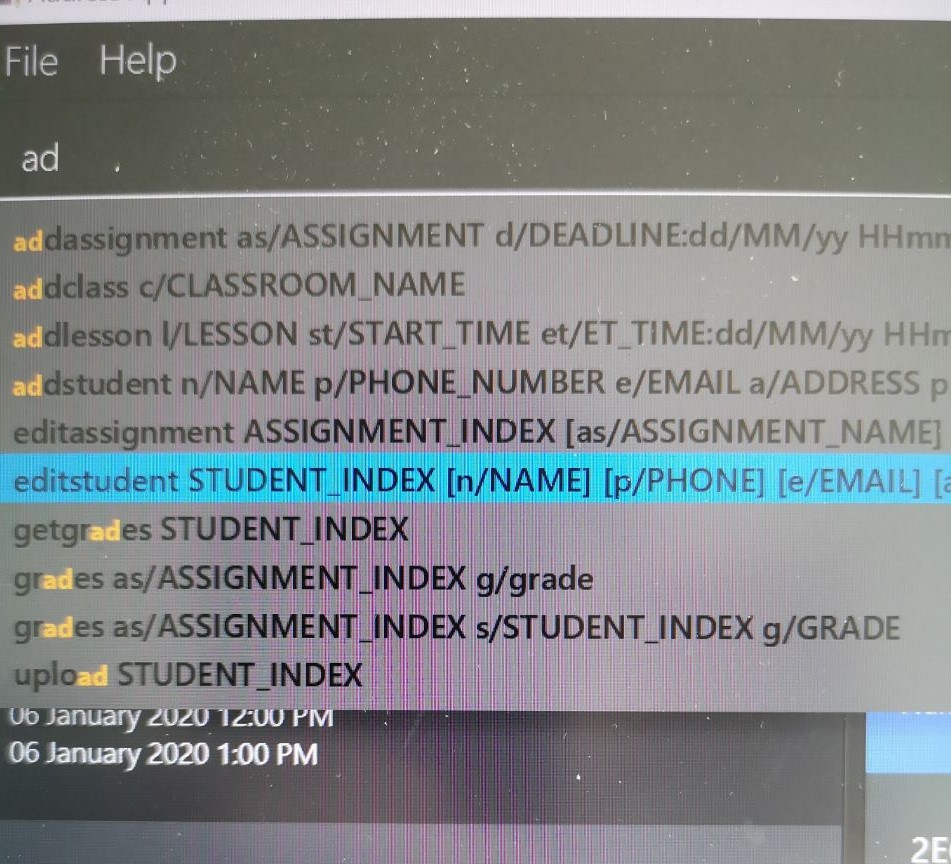 File Help
ad
addassignment as/ASSIGNMENT d/DEADLINE:dd/MM/yy HHmm
addclass c/CLASSROOM_NAME
addlesson l/LESSON st/START_TIME et/ET_TIME:dd/MM/yy
addstudent n/NAME p/PHONE_NUMBER e/EMAIL a/ADDRESS
editassignment ASSIGNMENT_INDEX [as/ASSIGNMENT_NAME]
editstudent STUDENT_INDEX [n/NAME] [p/PHONE] [e/EMAIL]
getgrades STUDENT_INDEX
grades as/ASSIGNMENT_INDEX g/grade
grades as/ASSIGNMENT_INDEX s/STUDENT_INDEX g/GRADE
upload STUDENT_INDEX
06 January 2020 12:00 PM
06 January 2020 1:00 PM